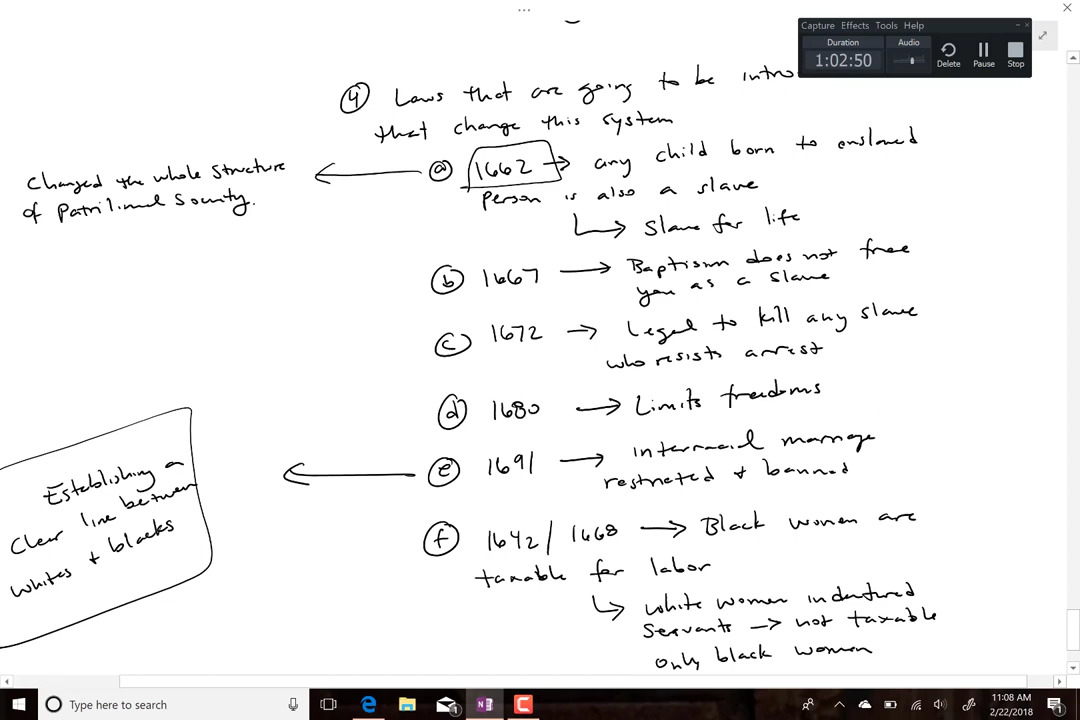 Capture Effects Tools Help
Duration
Audio
1:02:50
Delete
Pause
Stop
4 Laws that are going to be intro
that change this system
a 1662 → any child born to enslaved
person is also a slave
↳ slave for life
Changed the whole structure
of Patrilineal Society.
b 1667 → Baptism does not free
you as a slave
c 1672 → Legal to kill any slave
who resists arrest
d 1680 → Limits freedoms
e 1691 → interracial marriage
restricted + banned
Establishing a
Clear line between
whites + blacks
f 1642/1668 → Black women are
taxable for labor
↳ white women indentured
servants → not taxable
only black women
Type here to search
11:08 AM
2/22/2018